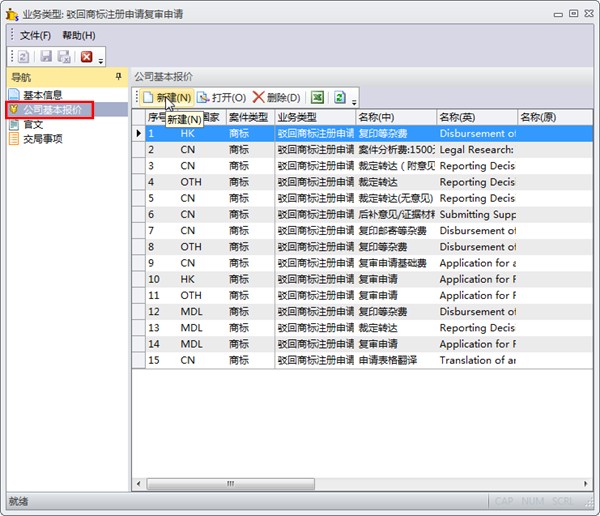 业务类型: 驳回商标注册申请复审申请
文件(F) 帮助(H)
导航
基本信息
公司基本报价
官文
交局事项
公司基本报价
新建(N) 打开(O) 删除(D)
序号 国家 案件类型 业务类型 名称(中) 名称(英) 名称(原)
新建(N)
1 HK 商标 驳回商标注册申请 复印等杂费 Disbursement of
2 CN 商标 驳回商标注册申请 案件分析费:1500 Legal Research:
3 CN 商标 驳回商标注册申请 裁定转达（附意见 Reporting Decis
4 OTH 商标 驳回商标注册申请 裁定转达 Reporting Decis
5 CN 商标 驳回商标注册申请 裁定转达(无意见) Reporting Decis
6 CN 商标 驳回商标注册申请 后补意见/证据材料 Submitting Supp
7 CN 商标 驳回商标注册申请 复印邮寄等杂费 Disbursement of
8 OTH 商标 驳回商标注册申请 复印等杂费 Disbursement of
9 CN 商标 驳回商标注册申请 复审申请基础费 Application for a
10 HK 商标 驳回商标注册申请 复审申请 Application for F
11 OTH 商标 驳回商标注册申请 复审申请 Application for F
12 MDL 商标 驳回商标注册申请 复印等杂费 Disbursement of
13 MDL 商标 驳回商标注册申请 裁定转达 Reporting Decis
14 MDL 商标 驳回商标注册申请 复审申请 Application for F
15 CN 商标 驳回商标注册申请 申请表格翻译 Translation of ar
就绪 CAP NUM SCRL